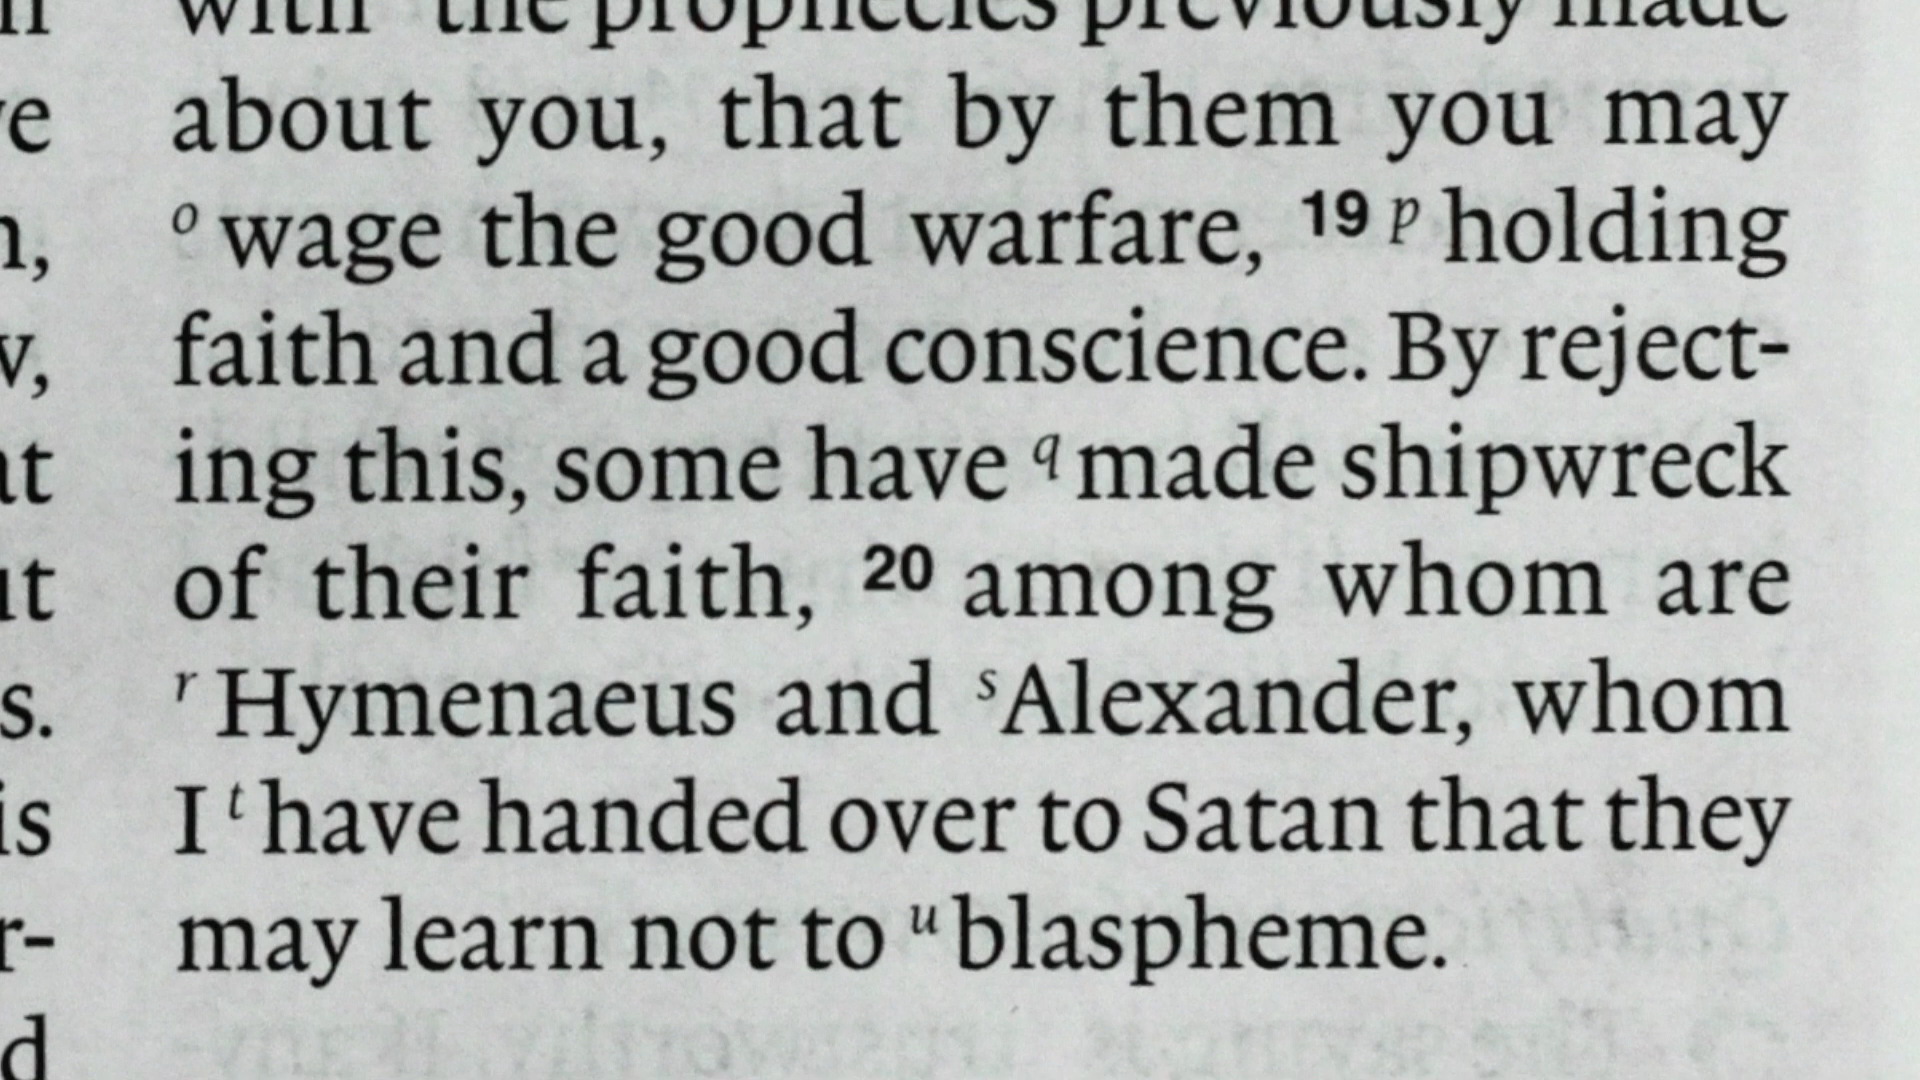 with the prophecies previously made
about you, that by them you may
o wage the good warfare, 19 p holding
faith and a good conscience. By reject-
ing this, some have q made shipwreck
of their faith, 20 among whom are
r Hymenaeus and s Alexander, whom
I t have handed over to Satan that they
may learn not to u blaspheme.